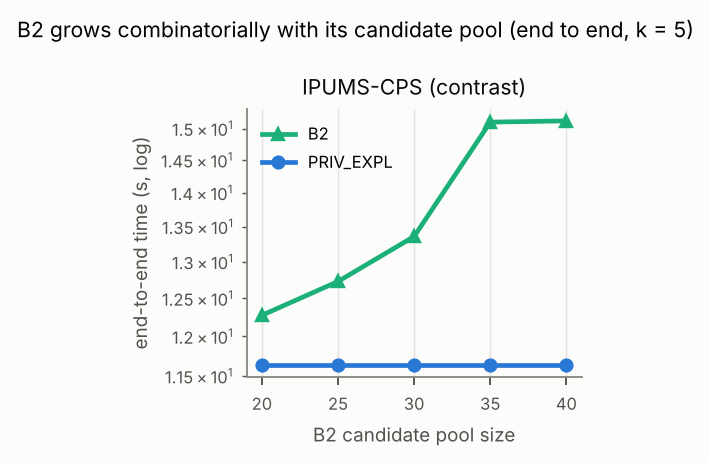 B2 grows combinatorially with its candidate pool (end to end, k = 5)
IPUMS-CPS (contrast)
end-to-end time (s, log)
1.5 × 10¹
1.45 × 10¹
1.4 × 10¹
1.35 × 10¹
1.3 × 10¹
1.25 × 10¹
1.2 × 10¹
1.15 × 10¹
B2
PRIV_EXPL
20 25 30 35 40
B2 candidate pool size